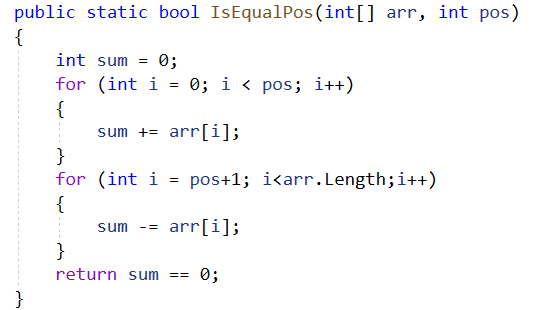 public static bool IsEqualPos(int[] arr, int pos)
{
    int sum = 0;
    for (int i = 0; i < pos; i++)
    {
        sum += arr[i];
    }
    for (int i = pos+1; i<arr.Length;i++)
    {
        sum -= arr[i];
    }
    return sum == 0;
}